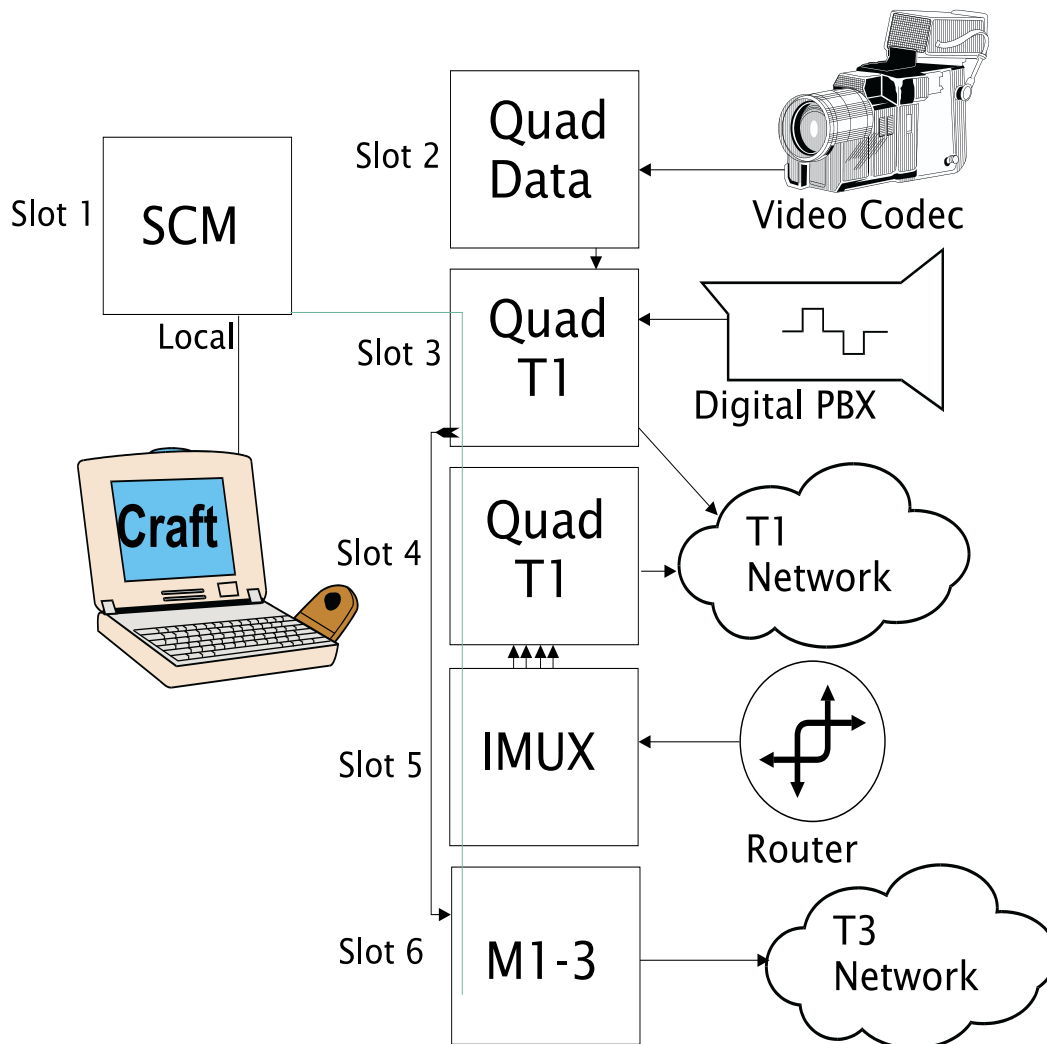 Slot 1
SCM
Local
Craft
Slot 2
Quad
Data
Video Codec
Slot 3
Quad
T1
Digital PBX
Slot 4
Quad
T1
T1
Network
Slot 5
IMUX
Router
Slot 6
M1-3
T3
Network